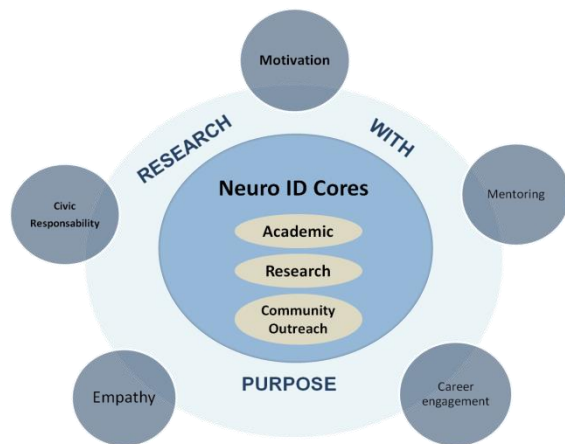 Motivation
RESEARCH
WITH
Neuro ID Cores
Civic
Responsability
Mentoring
Academic
Research
Community
Outreach
PURPOSE
Empathy
Career
engagement